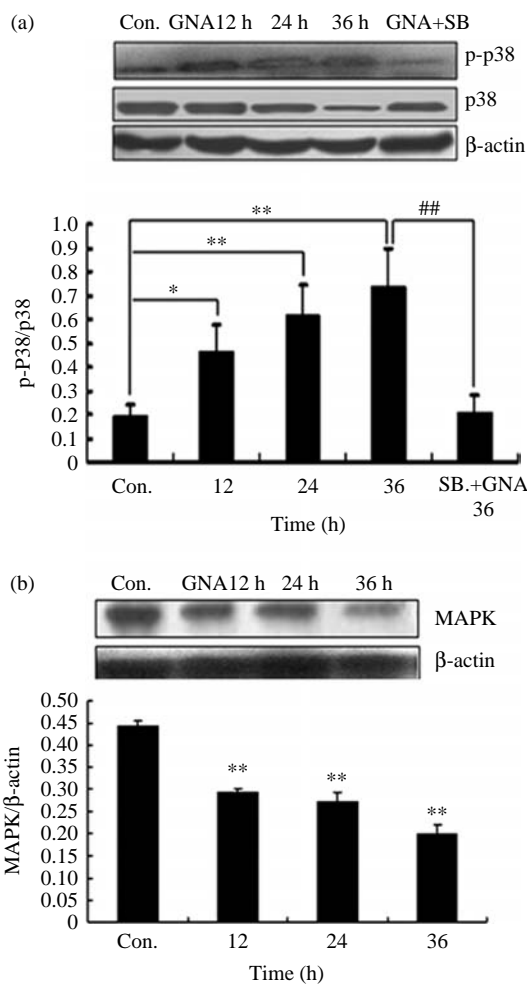 (a)
Con. GNA12 h 24 h 36 h GNA+SB
p-p38
p38
β-actin
p-P38/p38
1.0
0.9
0.8
0.7
0.6
0.5
0.4
0.3
0.2
0.1
0
**
##
**
*
Con. 12 24 36 SB.+GNA
36
Time (h)
(b)
Con. GNA12 h 24 h 36 h
MAPK
β-actin
MAPK/β-actin
0.50
0.45
0.40
0.35
0.30
0.25
0.20
0.15
0.10
0.05
0
** ** **
Con. 12 24 36
Time (h)